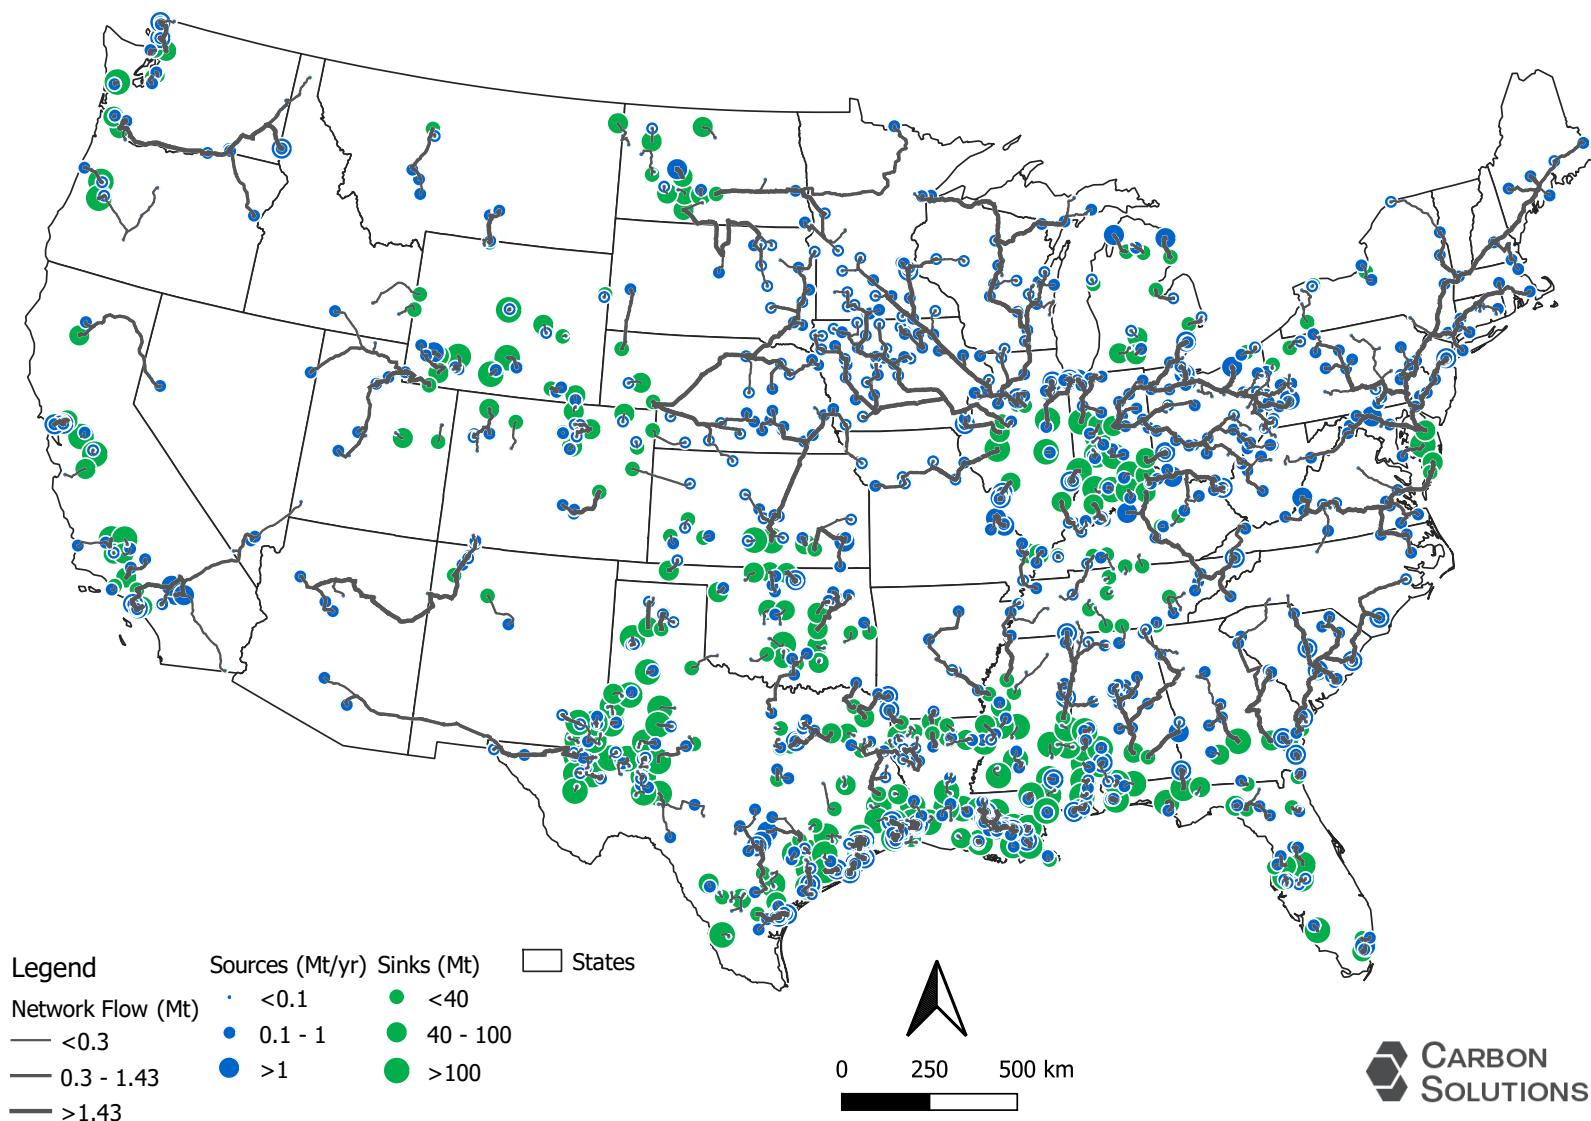 Legend
Network Flow (Mt)
<0.3
0.3 - 1.43
>1.43
Sources (Mt/yr)
<0.1
0.1 - 1
>1
Sinks (Mt)
<40
40 - 100
>100
States
0 250 500 km
CARBON
SOLUTIONS